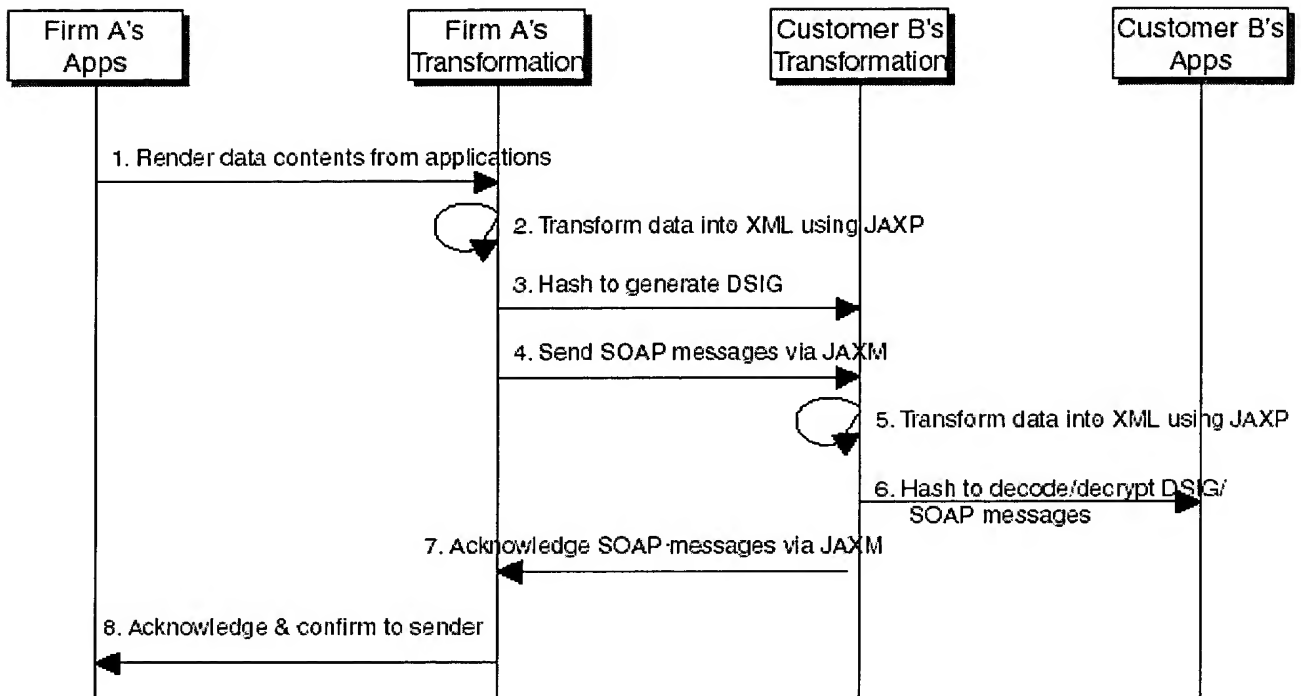 Firm A's
Apps
Firm A's
Transformation
Customer B's
Transformation
Customer B's
Apps
1. Render data contents from applications
2. Transform data into XML using JAXP
3. Hash to generate DSIG
4. Send SOAP messages via JAXM
5. Transform data into XML using JAXP
6. Hash to decode/decrypt DSIG/
SOAP messages
7. Acknowledge SOAP messages via JAXM
8. Acknowledge & confirm to sender